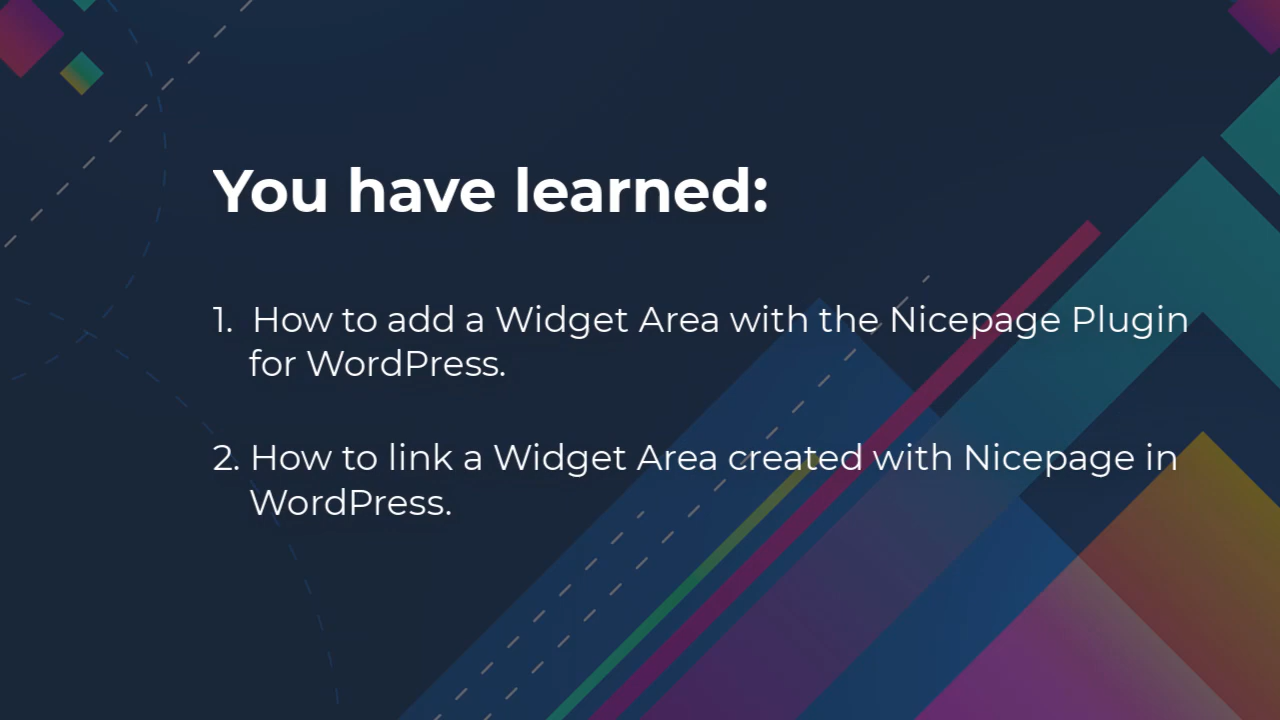 You have learned:
1. How to add a Widget Area with the Nicepage Plugin
for WordPress.
2. How to link a Widget Area created with Nicepage in
WordPress.